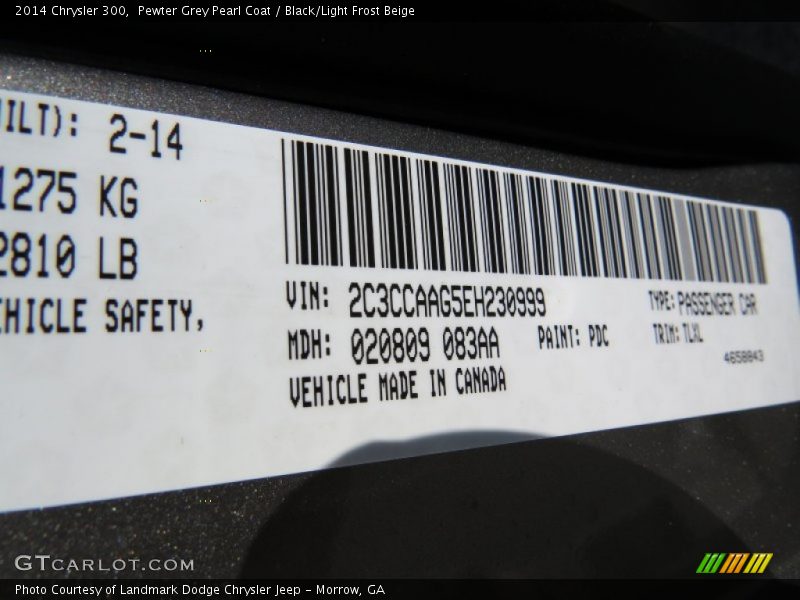 2014 Chrysler 300,  Pewter Grey Pearl Coat / Black/Light Frost Beige
UILT): 2-14
1275 KG
2810 LB
EHICLE SAFETY,
VIN: 2C3CCAAG5EH230999
TYPE: PASSENGER CAR
MDH: 020809 083AA
PAINT: PDC
TRIM: TLXL
4658843
VEHICLE MADE IN CANADA
GTCARLOT.COM
Photo Courtesy of Landmark Dodge Chrysler Jeep – Morrow, GA